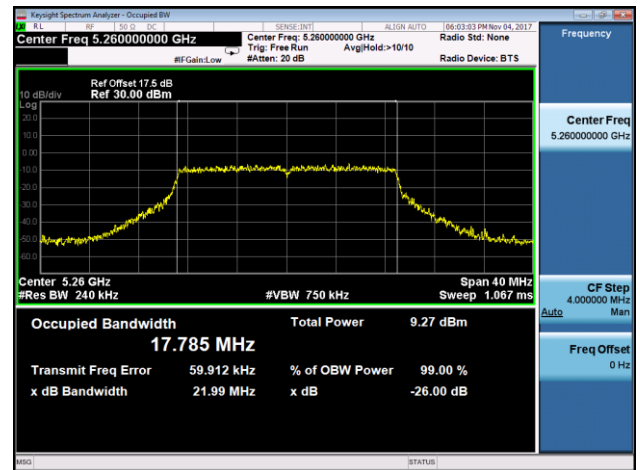 Keysight Spectrum Analyzer - Occupied BW
RL RF 50 Ω DC SENSE:INT ALIGN AUTO 06:03:03 PM Nov 04, 2017
Center Freq 5.260000000 GHz Center Freq: 5.260000000 GHz Radio Std: None Frequency
Trig: Free Run Avg|Hold:>10/10
#IFGain:Low #Atten: 20 dB Radio Device: BTS
Ref Offset 17.5 dB
10 dB/div Ref 30.00 dBm
Log
20.0
10.0
0.00
-10.0
-20.0
-30.0
-40.0
-50.0
-60.0
Center 5.26 GHz Span 40 MHz
#Res BW 240 kHz #VBW 750 kHz Sweep 1.067 ms
Occupied Bandwidth Total Power 9.27 dBm
17.785 MHz
Transmit Freq Error 59.912 kHz % of OBW Power 99.00 %
x dB Bandwidth 21.99 MHz x dB -26.00 dB
Center Freq
5.260000000 GHz
CF Step
4.000000 MHz
Auto Man
Freq Offset
0 Hz
MSG STATUS